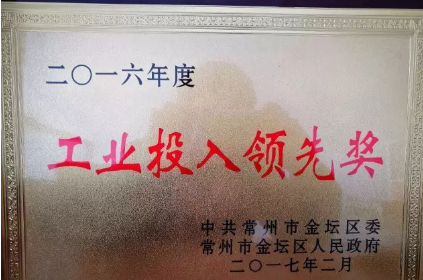 二〇一六年度
工业投入领先奖
中共常州市金坛区委
常州市金坛区人民政府
二〇一七年二月